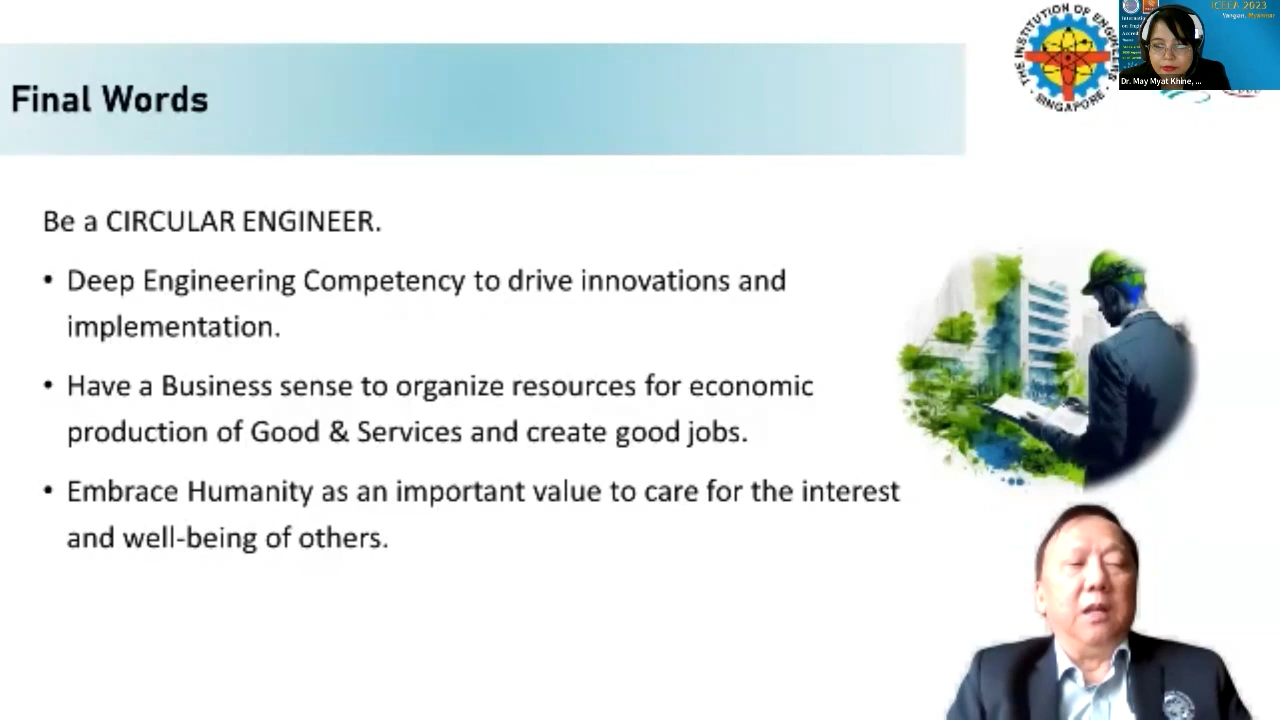 Final Words
THE INSTITUTION OF ENGINEERS
· SINGAPORE ·
ICEEA 2023
Yangon, Myanmar
Dr. May Myat Khine, ...
Be a CIRCULAR ENGINEER.
• Deep Engineering Competency to drive innovations and
implementation.
• Have a Business sense to organize resources for economic
production of Good & Services and create good jobs.
• Embrace Humanity as an important value to care for the interest
and well-being of others.